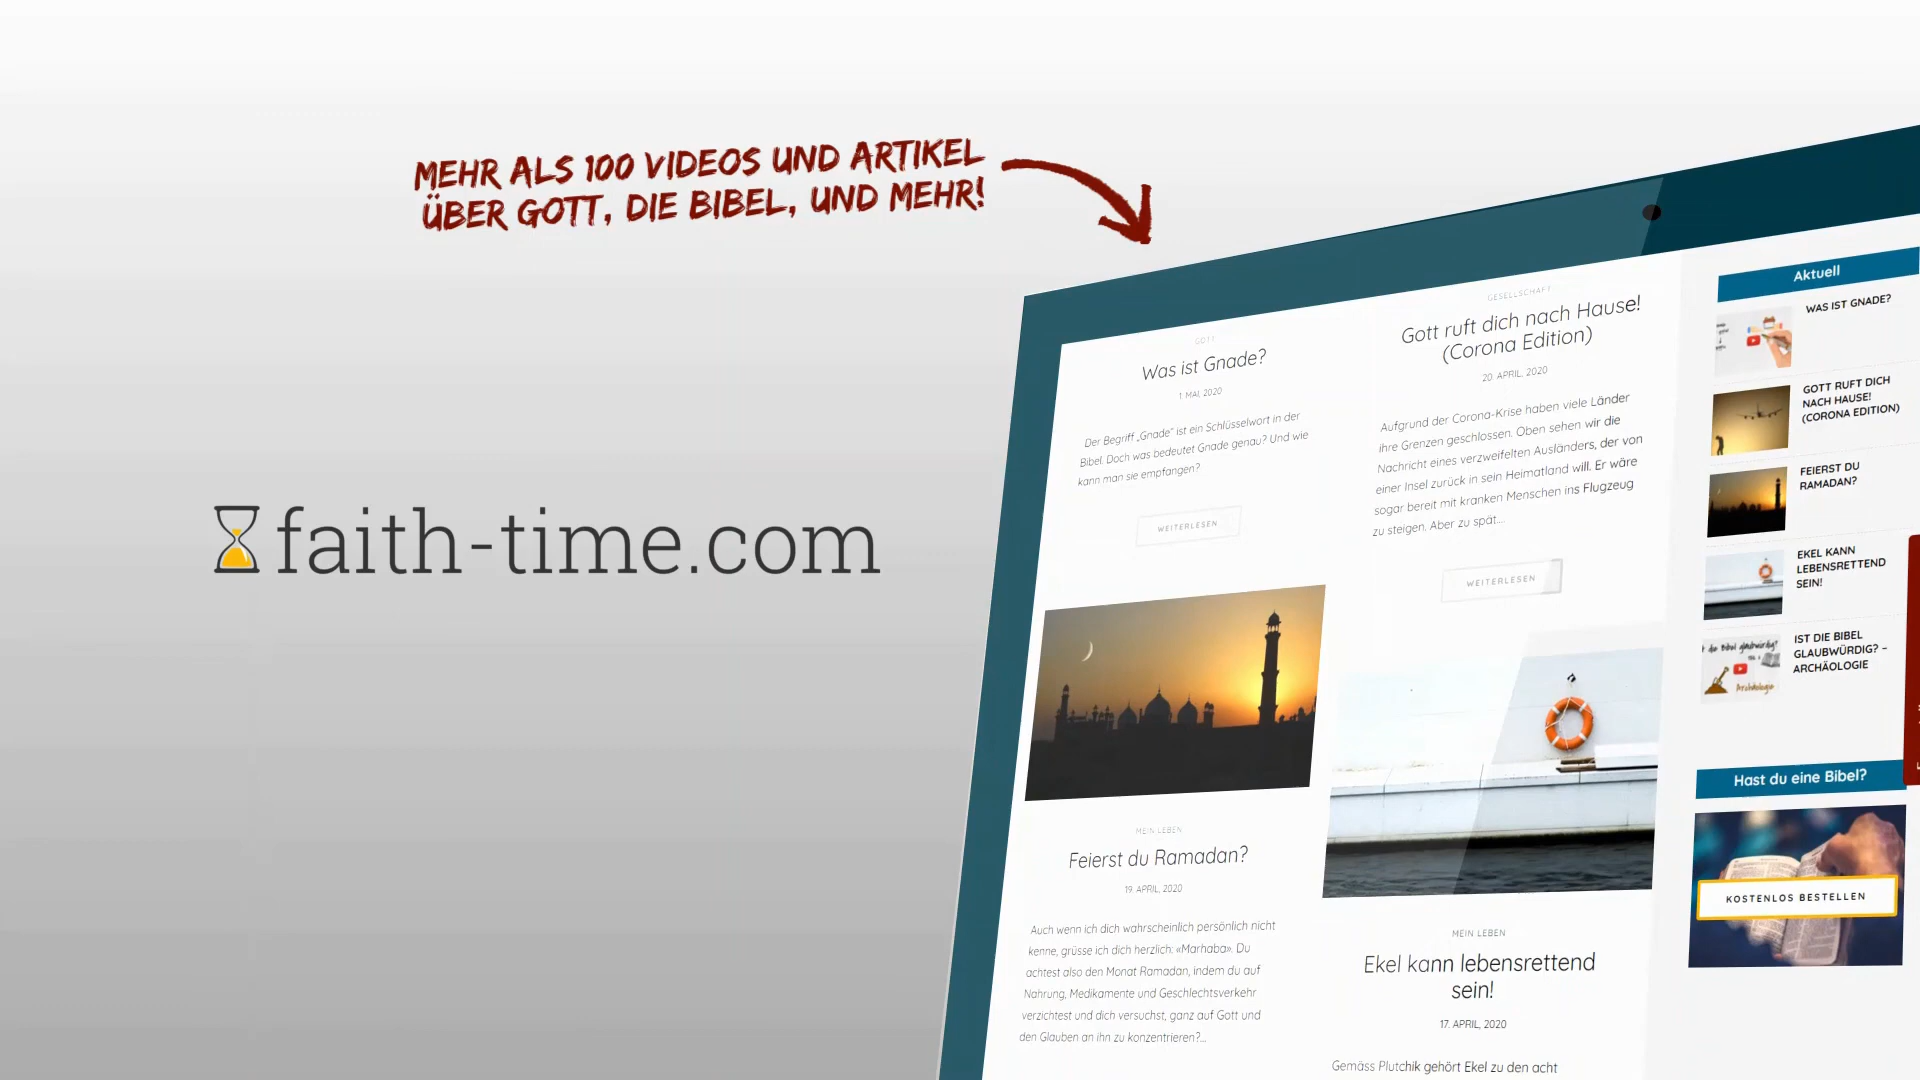 MEHR ALS 100 VIDEOS UND ARTIKEL
ÜBER GOTT, DIE BIBEL, UND MEHR!
faith-time.com
GOTT
Was ist Gnade?
1. MAI, 2020
Der Begriff „Gnade“ ist ein Schlüsselwort in der
Bibel. Doch was bedeutet Gnade genau? Und wie
kann man sie empfangen?
WEITERLESEN
MEIN LEBEN
Feierst du Ramadan?
19. APRIL, 2020
Auch wenn ich dich wahrscheinlich persönlich nicht
kenne, grüsse ich dich herzlich: «Marhaba». Du
achtest also den Monat Ramadan, indem du auf
Nahrung, Medikamente und Geschlechtsverkehr
verzichtest und dich versuchst, ganz auf Gott und
den Glauben an ihn zu konzentrieren?...
GESELLSCHAFT
Gott ruft dich nach Hause!
(Corona Edition)
20. APRIL, 2020
Aufgrund der Corona-Krise haben viele Länder
ihre Grenzen geschlossen. Oben sehen wir die
Nachricht eines verzweifelten Ausländers, der von
einer Insel zurück in sein Heimatland will. Er wäre
sogar bereit mit kranken Menschen ins Flugzeug
zu steigen. Aber zu spät....
WEITERLESEN
MEIN LEBEN
Ekel kann lebensrettend
sein!
17. APRIL, 2020
Gemäss Plutchik gehört Ekel zu den acht
Aktuell
WAS IST GNADE?
GOTT RUFT DICH
NACH HAUSE!
(CORONA EDITION)
FEIERST DU
RAMADAN?
EKEL KANN
LEBENSRETTEND
SEIN!
die Bibel glaubwürdig?
Archäologie
IST DIE BIBEL
GLAUBWÜRDIG? –
ARCHÄOLOGIE
Hast du eine Bibel?
KOSTENLOS BESTELLEN